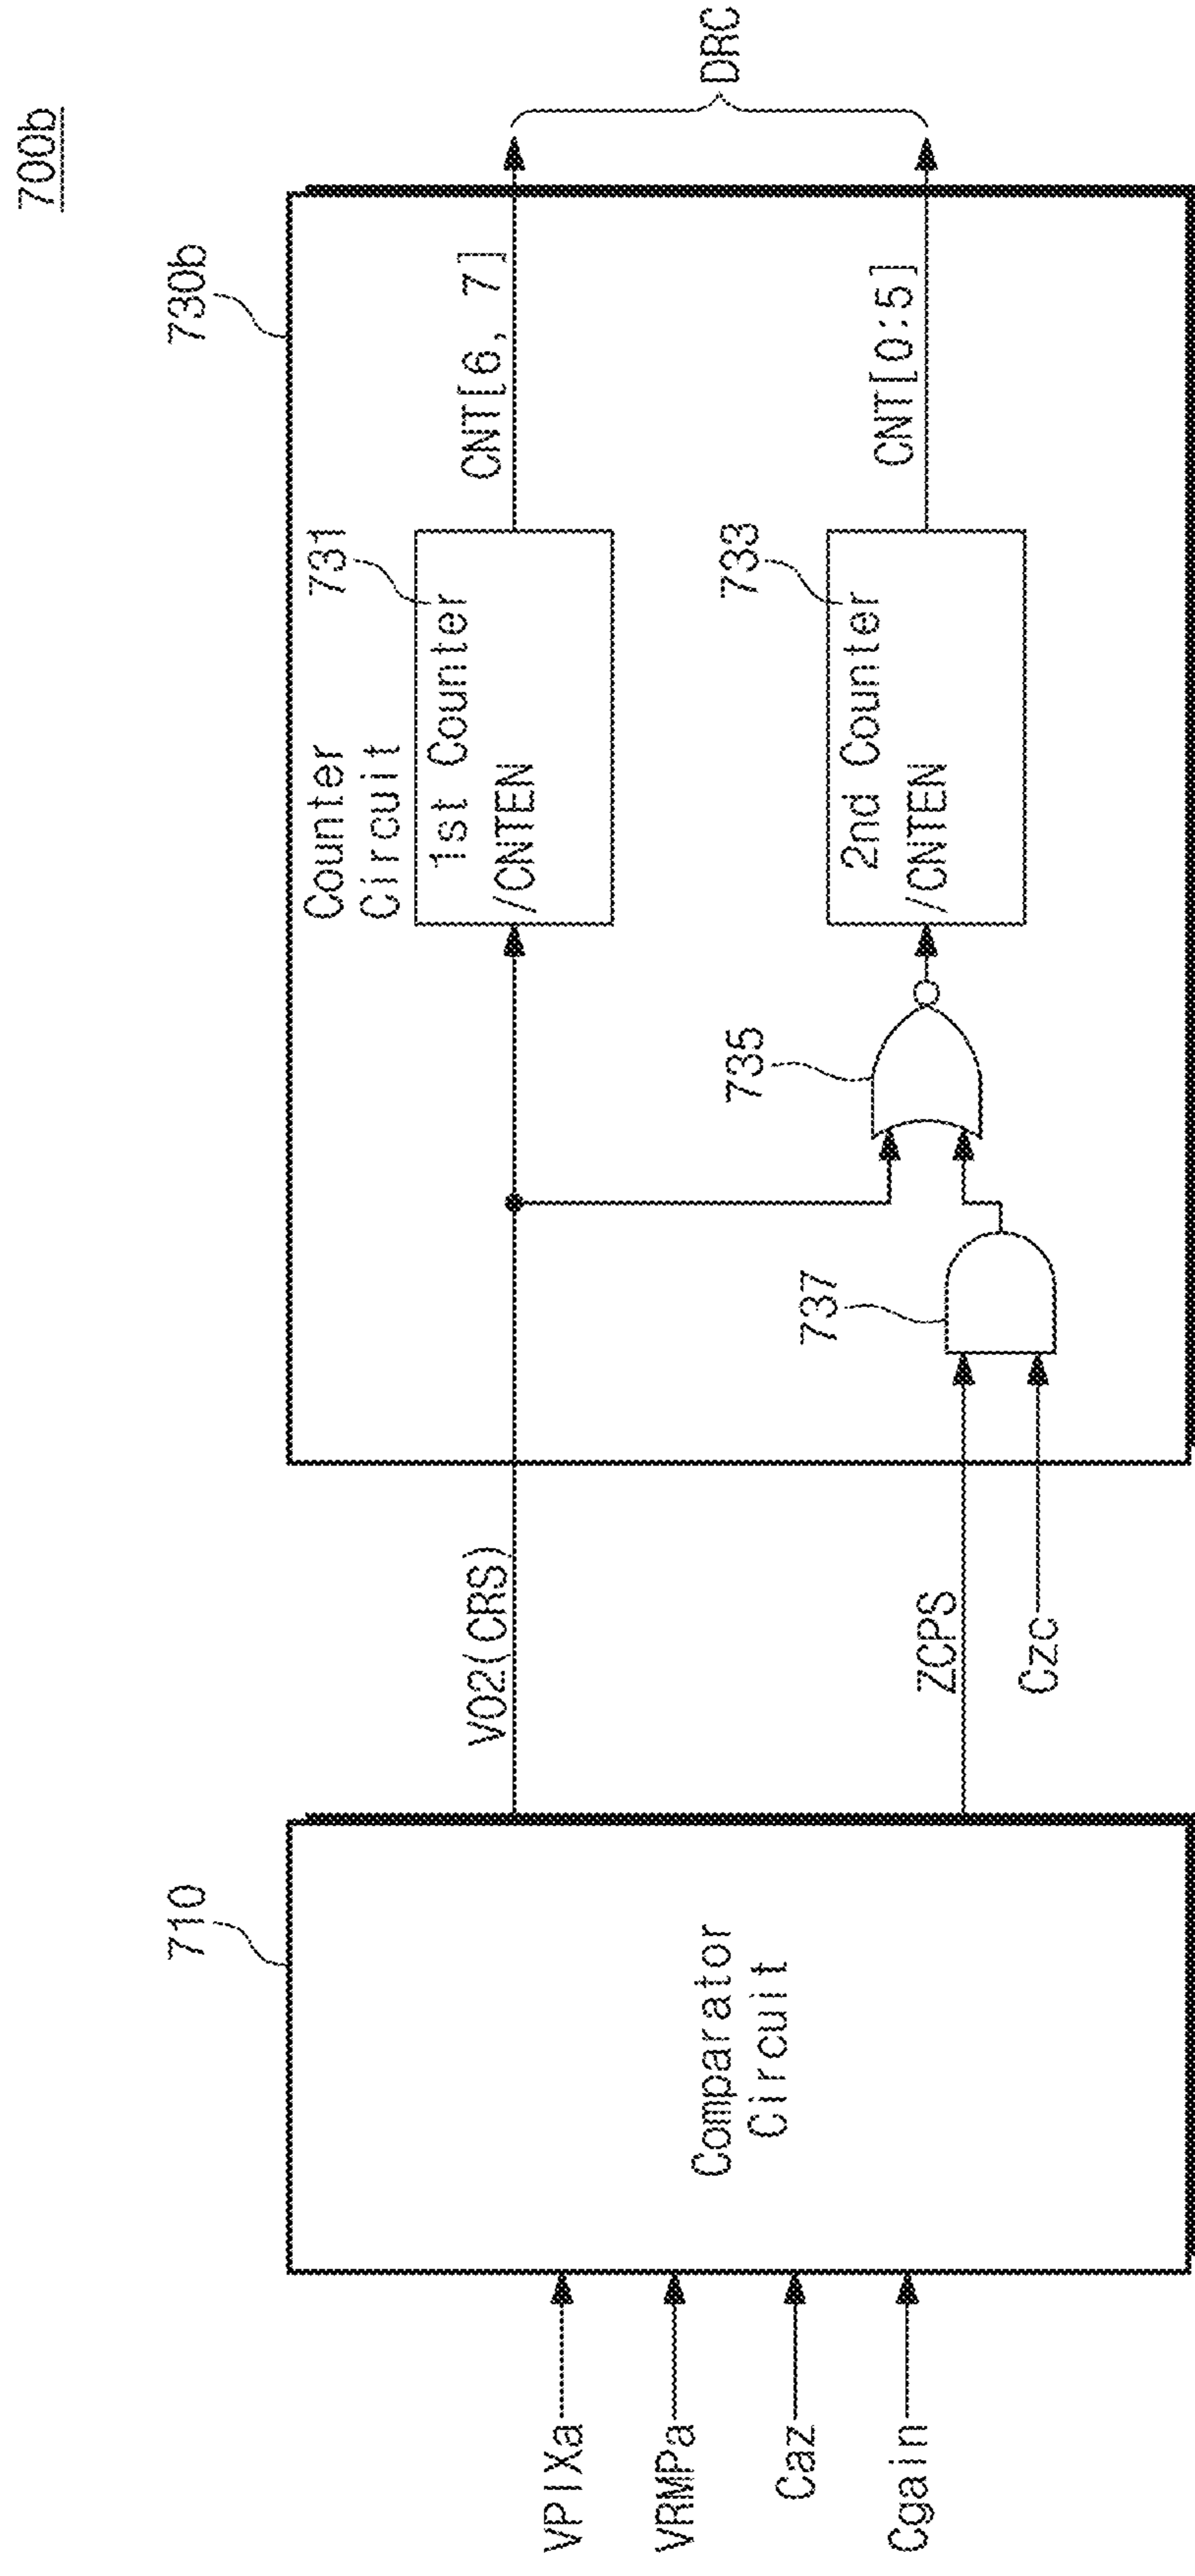 700b
710
Comparator
Circuit
VPIXa
VRMPa
Caz
Cgain
VO2(CRS)
ZCPS
Czc
730b
Counter
Circuit
731
1st Counter
/CNTEN
CNT[6, 7]
737
735
733
2nd Counter
/CNTEN
CNT[0:5]
DRC